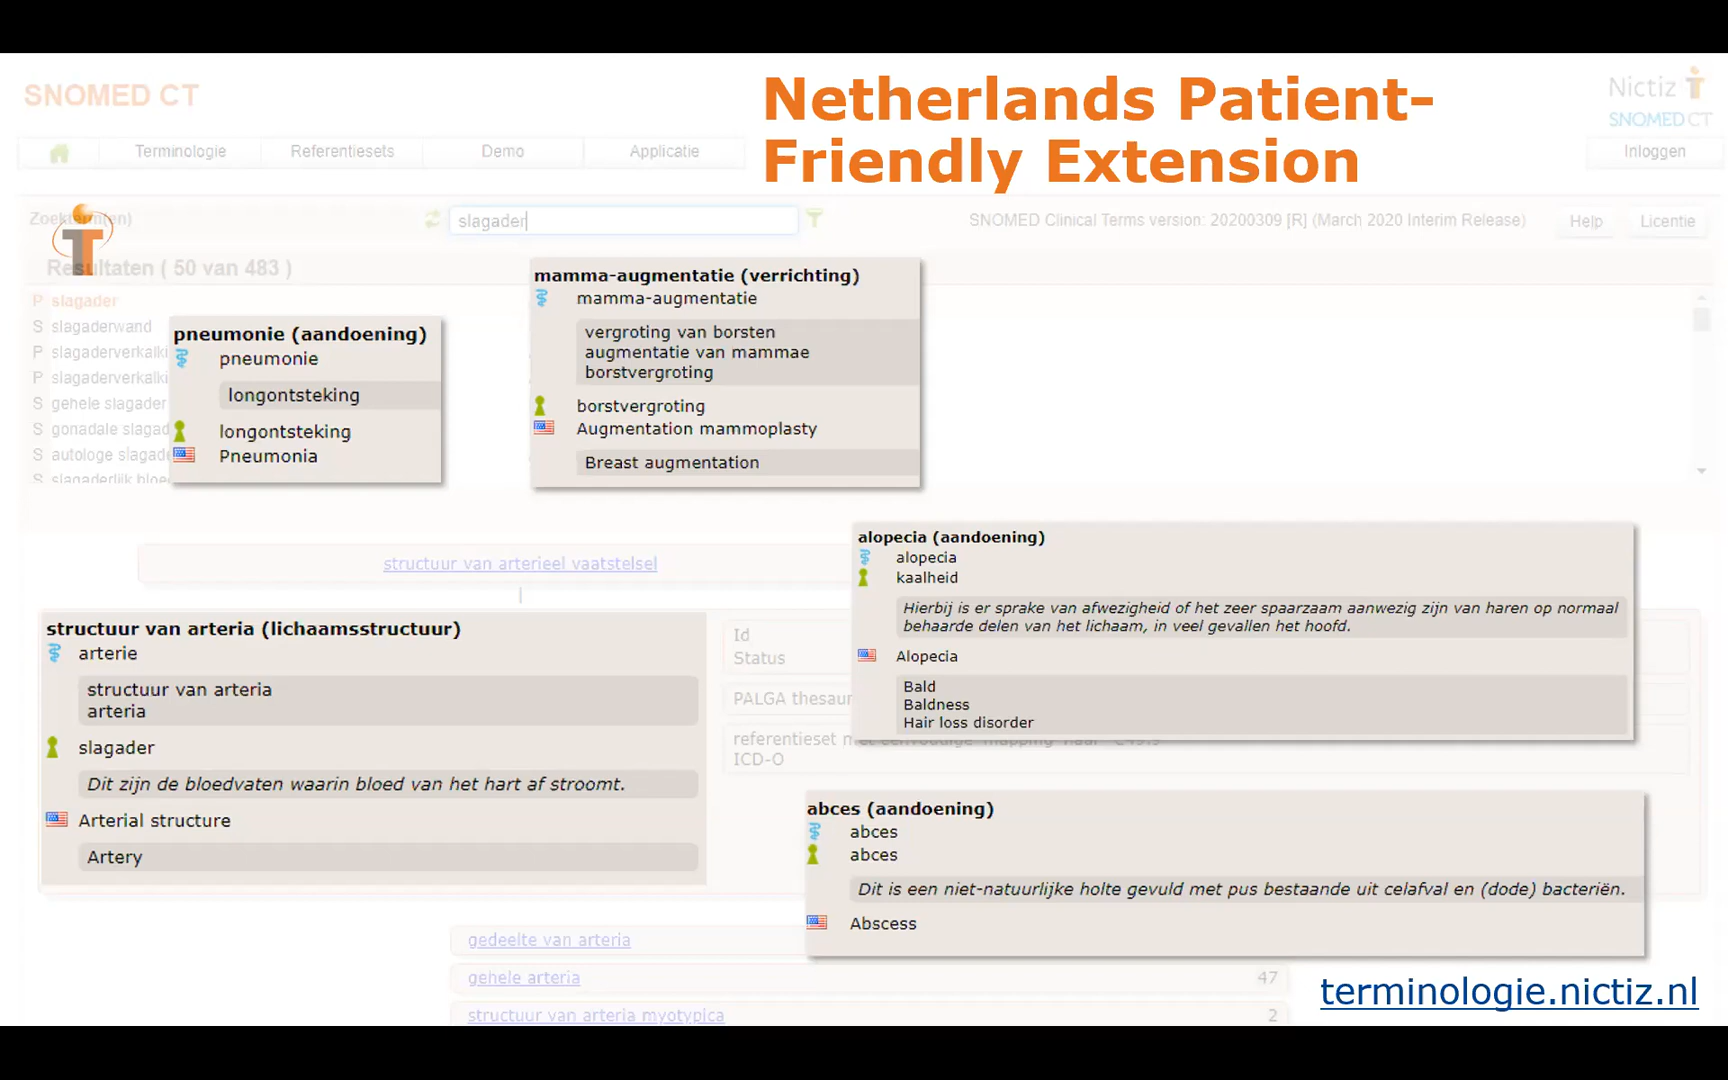 Netherlands Patient-
Friendly Extension
SNOMED CT
Nictiz
SNOMED CT
Terminologie
Referentiesets
Demo
Applicatie
Inloggen
Zoekterm(en)
slagader
SNOMED Clinical Terms version: 20200309 [R] (March 2020 Interim Release)
Help
Licentie
Resultaten ( 50 van 483 )
P slagader
S slagaderwand
P slagaderverkalki
P slagaderverkalki
S gehele slagader
S gonadale slagad
S autologe slagade
S slagaderlijk bloe
pneumonie (aandoening)
pneumonie
longontsteking
longontsteking
Pneumonia
mamma-augmentatie (verrichting)
mamma-augmentatie
vergroting van borsten
augmentatie van mammae
borstvergroting
borstvergroting
Augmentation mammoplasty
Breast augmentation
structuur van arterieel vaatstelsel
alopecia (aandoening)
alopecia
kaalheid
Hierbij is er sprake van afwezigheid of het zeer spaarzaam aanwezig zijn van haren op normaal
behaarde delen van het lichaam, in veel gevallen het hoofd.
Alopecia
Bald
Baldness
Hair loss disorder
structuur van arteria (lichaamsstructuur)
arterie
structuur van arteria
arteria
slagader
Dit zijn de bloedvaten waarin bloed van het hart af stroomt.
Arterial structure
Artery
Id
Status
PALGA thesaur
referentieset
ICD-O
abces (aandoening)
abces
abces
Dit is een niet-natuurlijke holte gevuld met pus bestaande uit celafval en (dode) bacteriën.
Abscess
gedeelte van arteria
gehele arteria 47
structuur van arteria myotypica 2
terminologie.nictiz.nl